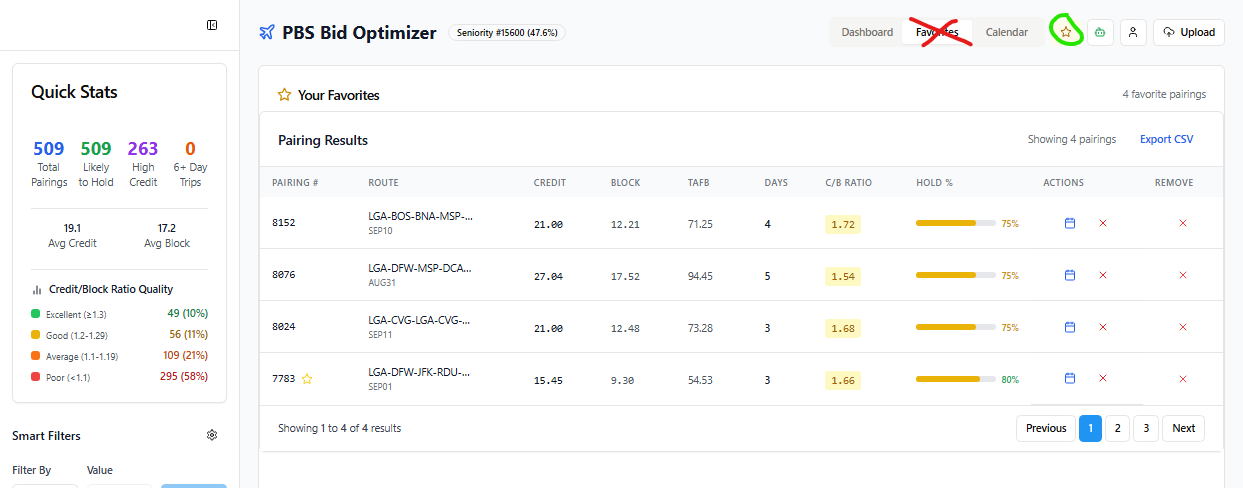 PBS Bid Optimizer
Seniority #15600 (47.6%)
Dashboard
Favorites
Calendar
Upload
Quick Stats
509
Total
Pairings
509
Likely
to Hold
263
High
Credit
0
6+ Day
Trips
19.1
Avg Credit
17.2
Avg Block
Credit/Block Ratio Quality
Excellent (≥1.3) 49 (10%)
Good (1.2-1.29) 56 (11%)
Average (1.1-1.19) 109 (21%)
Poor (<1.1) 295 (58%)
Smart Filters
Filter By Value
Your Favorites 4 favorite pairings
Pairing Results Showing 4 pairings Export CSV
PAIRING # ROUTE CREDIT BLOCK TAFB DAYS C/B RATIO HOLD % ACTIONS REMOVE
8152 LGA-BOS-BNA-MSP-... 21.00 12.21 71.25 4 1.72 75%
SEP10
8076 LGA-DFW-MSP-DCA... 27.04 17.52 94.45 5 1.54 75%
AUG31
8024 LGA-CVG-LGA-CVG-... 21.00 12.48 73.28 3 1.68 75%
SEP11
7783 LGA-DFW-JFK-RDU-... 15.45 9.30 54.53 3 1.66 80%
SEP01
Showing 1 to 4 of 4 results
Previous 1 2 3 Next